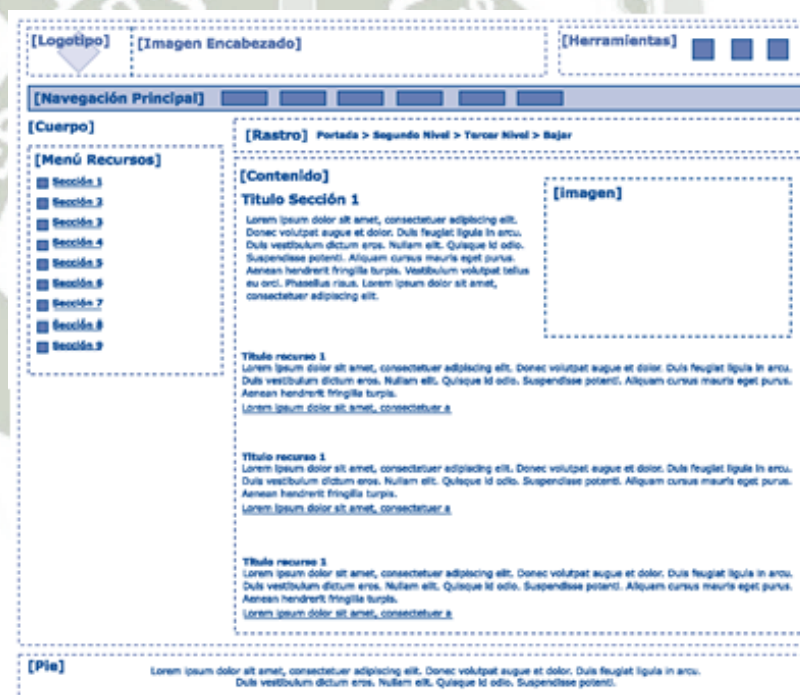 [Logotipo]
[Imagen Encabezado]
[Herramientas]
[Navegación Principal]
[Cuerpo]
[Menú Recursos]
Sección 1
Sección 2
Sección 3
Sección 4
Sección 5
Sección 6
Sección 7
Sección 8
Sección 9
[Rastro] Portada > Segundo Nivel > Tercer Nivel > Bajar
[Contenido]
Titulo Sección 1
Lorem ipsum dolor sit amet, consectetuer adipiscing elit.
Donec volutpat augue et dolor. Duis feugiat ligula in arcu.
Duis vestibulum dictum eros. Nullam elit. Quisque id odio.
Suspendisse potenti. Aliquam cursus mauris eget purus.
Aenean hendrerit fringilla turpis. Vestibulum volutpat tellus
eu orci. Phasellus risus. Lorem ipsum dolor sit amet,
consectetuer adipiscing elit.
[imagen]
Titulo recurso 1
Lorem ipsum dolor sit amet, consectetuer adipiscing elit. Donec volutpat augue et dolor. Duis feugiat ligula in arcu.
Duis vestibulum dictum eros. Nullam elit. Quisque id odio. Suspendisse potenti. Aliquam cursus mauris eget purus.
Aenean hendrerit fringilla turpis.
Lorem ipsum dolor sit amet, consectetuer a
Titulo recurso 1
Lorem ipsum dolor sit amet, consectetuer adipiscing elit. Donec volutpat augue et dolor. Duis feugiat ligula in arcu.
Duis vestibulum dictum eros. Nullam elit. Quisque id odio. Suspendisse potenti. Aliquam cursus mauris eget purus.
Aenean hendrerit fringilla turpis.
Lorem ipsum dolor sit amet, consectetuer a
Titulo recurso 1
Lorem ipsum dolor sit amet, consectetuer adipiscing elit. Donec volutpat augue et dolor. Duis feugiat ligula in arcu.
Duis vestibulum dictum eros. Nullam elit. Quisque id odio. Suspendisse potenti. Aliquam cursus mauris eget purus.
Aenean hendrerit fringilla turpis.
Lorem ipsum dolor sit amet, consectetuer a
[Pie]
Lorem ipsum dolor sit amet, consectetuer adipiscing elit. Donec volutpat augue et dolor. Duis feugiat ligula in arcu.
Duis vestibulum dictum eros. Nullam elit. Quisque id odio. Suspendisse potenti.